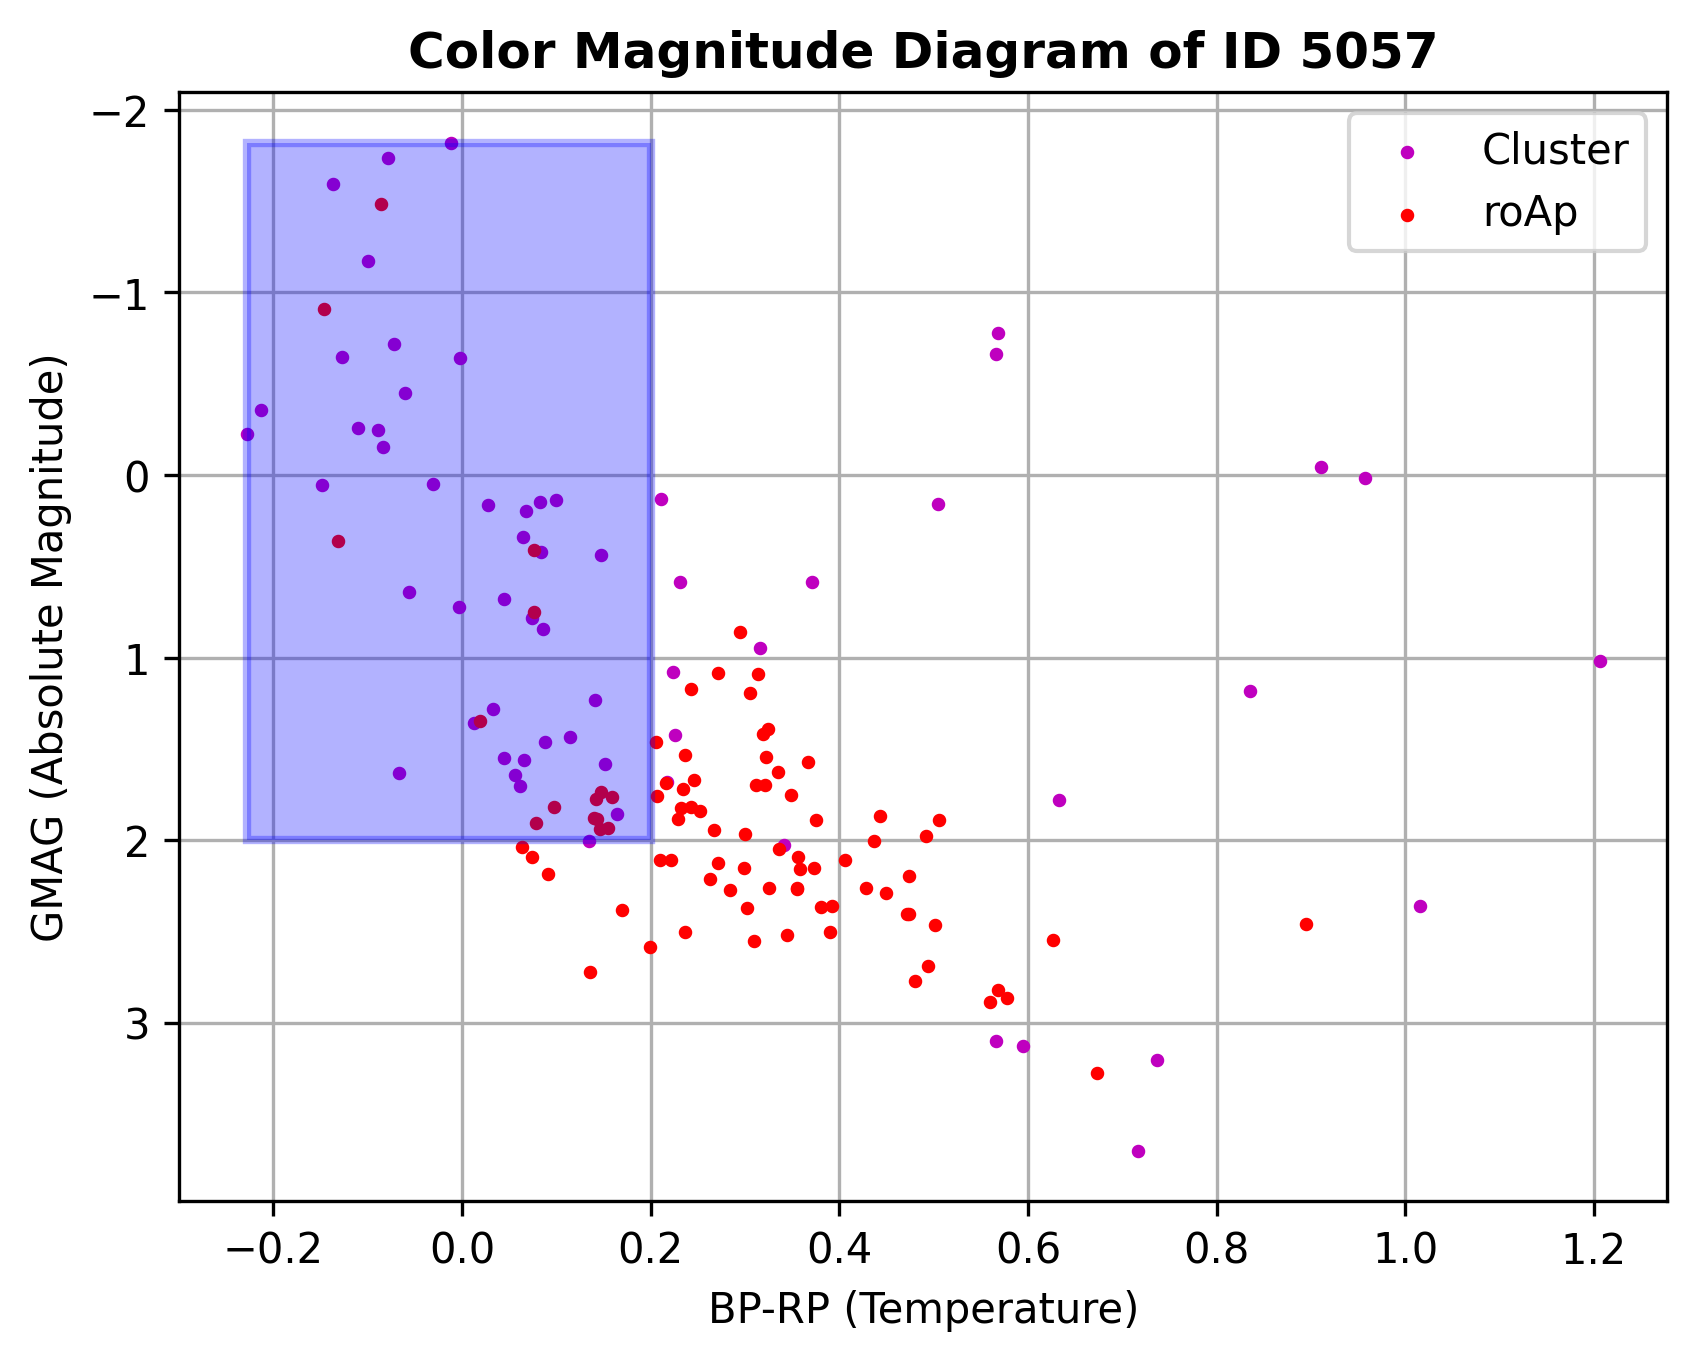 Color Magnitude Diagram of ID 5057
Cluster
roAp
−2
−1
0
1
2
3
GMAG (Absolute Magnitude)
−0.2 0.0 0.2 0.4 0.6 0.8 1.0 1.2
BP-RP (Temperature)